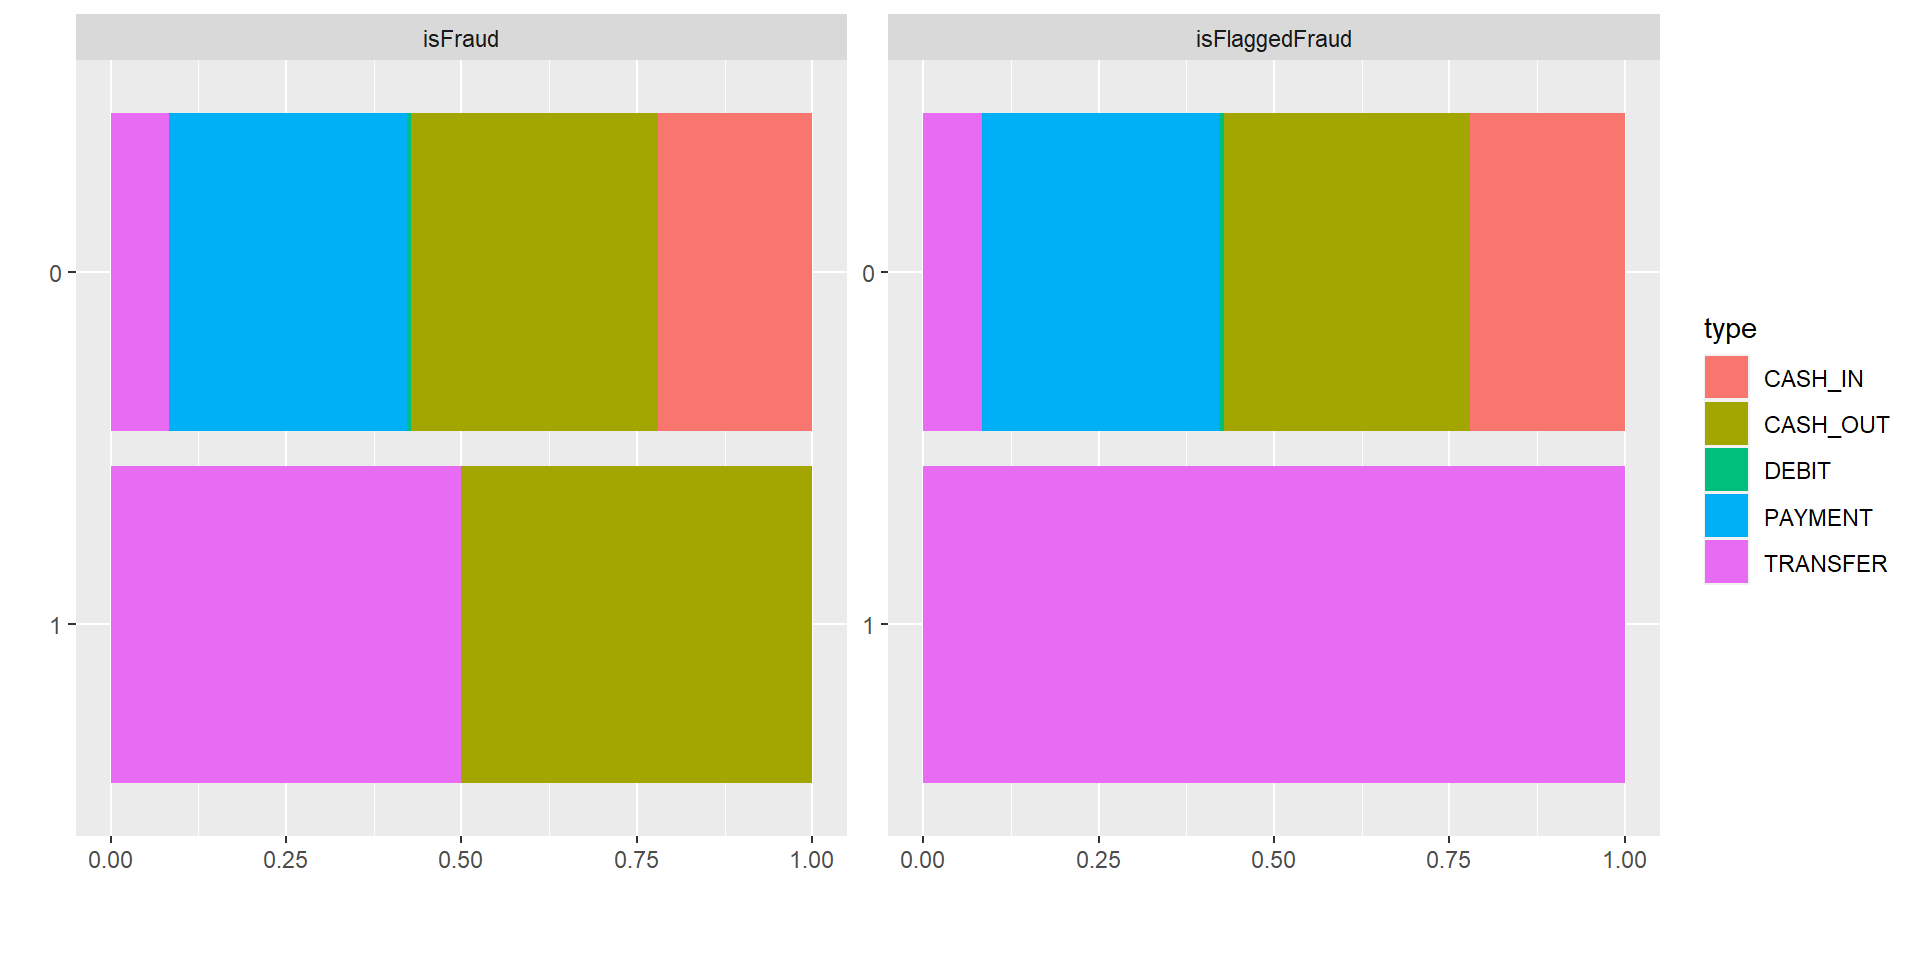 isFraud
isFlaggedFraud
0
1
0.00 0.25 0.50 0.75 1.00
0
1
0.00 0.25 0.50 0.75 1.00
type
CASH_IN
CASH_OUT
DEBIT
PAYMENT
TRANSFER